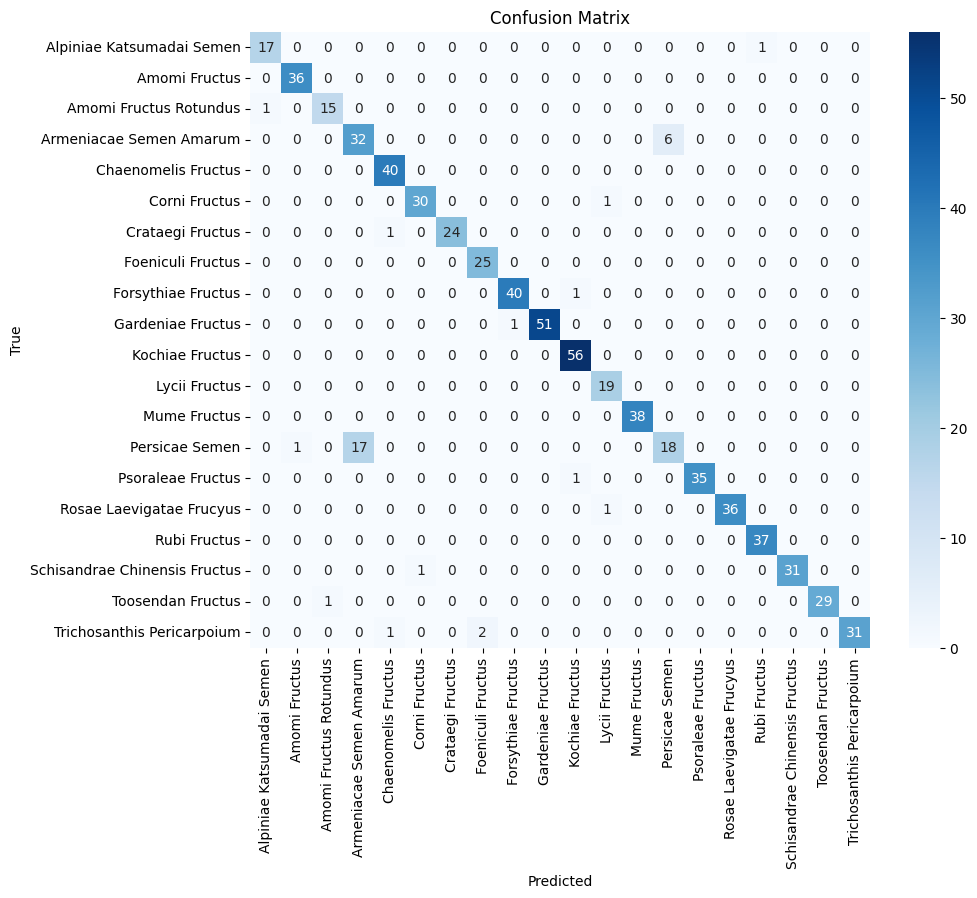 Confusion Matrix
Alpiniae Katsumadai Semen 17 0 0 0 0 0 0 0 0 0 0 0 0 0 0 0 1 0 0 0
Amomi Fructus 0 36 0 0 0 0 0 0 0 0 0 0 0 0 0 0 0 0 0 0
Amomi Fructus Rotundus 1 0 15 0 0 0 0 0 0 0 0 0 0 0 0 0 0 0 0 0
Armeniacae Semen Amarum 0 0 0 32 0 0 0 0 0 0 0 0 0 6 0 0 0 0 0 0
Chaenomelis Fructus 0 0 0 0 40 0 0 0 0 0 0 0 0 0 0 0 0 0 0 0
Corni Fructus 0 0 0 0 0 30 0 0 0 0 0 1 0 0 0 0 0 0 0 0
Crataegi Fructus 0 0 0 0 1 0 24 0 0 0 0 0 0 0 0 0 0 0 0 0
Foeniculi Fructus 0 0 0 0 0 0 0 25 0 0 0 0 0 0 0 0 0 0 0 0
Forsythiae Fructus 0 0 0 0 0 0 0 0 40 0 1 0 0 0 0 0 0 0 0 0
Gardeniae Fructus 0 0 0 0 0 0 0 0 1 51 0 0 0 0 0 0 0 0 0 0
Kochiae Fructus 0 0 0 0 0 0 0 0 0 0 56 0 0 0 0 0 0 0 0 0
Lycii Fructus 0 0 0 0 0 0 0 0 0 0 0 19 0 0 0 0 0 0 0 0
Mume Fructus 0 0 0 0 0 0 0 0 0 0 0 0 38 0 0 0 0 0 0 0
Persicae Semen 0 1 0 17 0 0 0 0 0 0 0 0 0 18 0 0 0 0 0 0
Psoraleae Fructus 0 0 0 0 0 0 0 0 0 0 1 0 0 0 35 0 0 0 0 0
Rosae Laevigatae Frucyus 0 0 0 0 0 0 0 0 0 0 0 1 0 0 0 36 0 0 0 0
Rubi Fructus 0 0 0 0 0 0 0 0 0 0 0 0 0 0 0 0 37 0 0 0
Schisandrae Chinensis Fructus 0 0 0 0 0 1 0 0 0 0 0 0 0 0 0 0 0 31 0 0
Toosendan Fructus 0 0 1 0 0 0 0 0 0 0 0 0 0 0 0 0 0 0 29 0
Trichosanthis Pericarpoium 0 0 0 0 1 0 0 2 0 0 0 0 0 0 0 0 0 0 0 31
True
Alpiniae Katsumadai Semen
Amomi Fructus
Amomi Fructus Rotundus
Armeniacae Semen Amarum
Chaenomelis Fructus
Corni Fructus
Crataegi Fructus
Foeniculi Fructus
Forsythiae Fructus
Gardeniae Fructus
Kochiae Fructus
Lycii Fructus
Mume Fructus
Persicae Semen
Psoraleae Fructus
Rosae Laevigatae Frucyus
Rubi Fructus
Schisandrae Chinensis Fructus
Toosendan Fructus
Trichosanthis Pericarpoium
Predicted
50
40
30
20
10
0